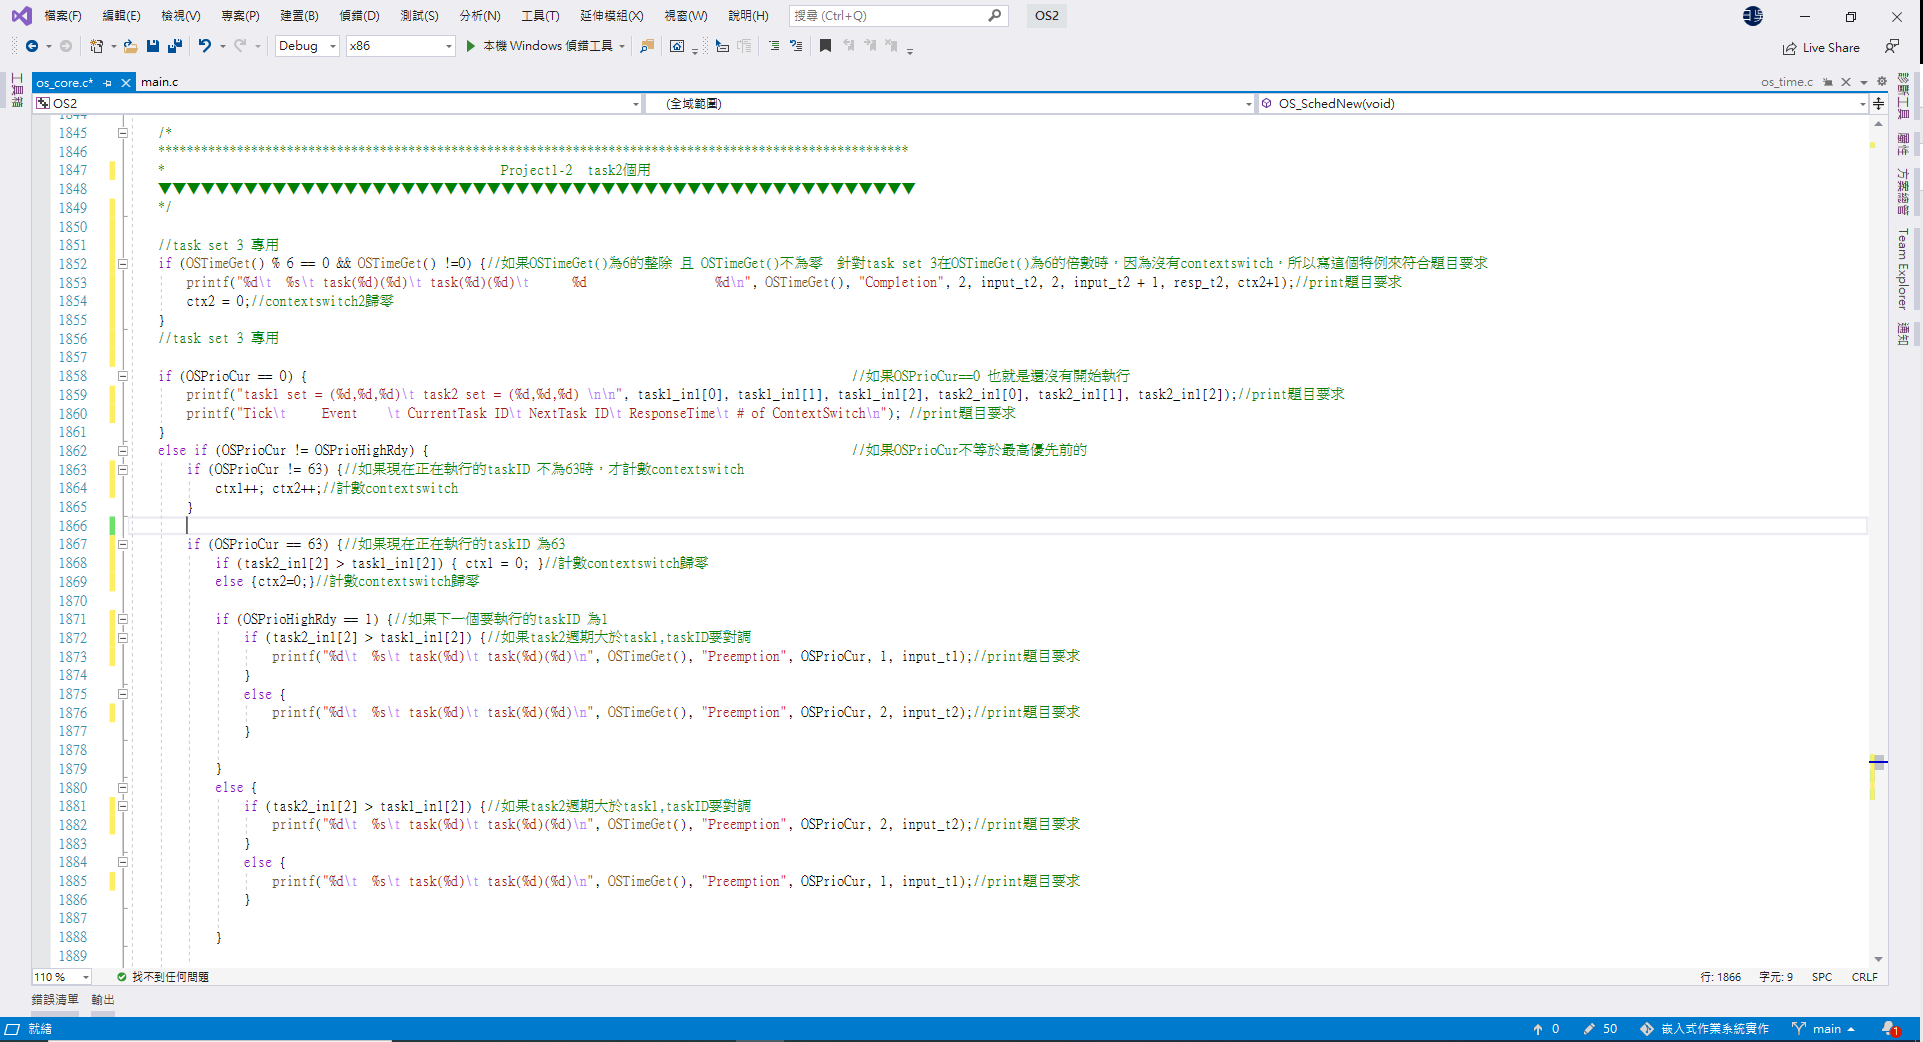 檔案(F) 編輯(E) 檢視(V) 專案(P) 建置(B) 偵錯(D) 測試(S) 分析(N) 工具(T) 延伸模組(X) 視窗(W) 說明(H) 搜尋 (Ctrl+Q) OS2
Debug x86 本機 Windows 偵錯工具 Live Share
工具箱
os_core.c* main.c os_time.c
OS2 (全域範圍) OS_SchedNew(void)
1844
1845 /*
1846 *********************************************************************************************************
1847 * Project1-2 task2個用
1848 ▼▼▼▼▼▼▼▼▼▼▼▼▼▼▼▼▼▼▼▼▼▼▼▼▼▼▼▼▼▼▼▼▼▼▼▼▼▼▼▼▼▼▼▼▼▼▼▼▼▼▼▼▼
1849 */
1850
1851 //task set 3 專用
1852 if (OSTimeGet() % 6 == 0 && OSTimeGet() !=0) {//如果OSTimeGet()為6的整除 且 OSTimeGet()不為零 針對task set 3在OSTimeGet()為6的倍數時，因為沒有contextswitch，所以寫這個特例來符合題目要求
1853 printf("%d\t %s\t task(%d)(%d)\t task(%d)(%d)\t %d %d\n", OSTimeGet(), "Completion", 2, input_t2, 2, input_t2 + 1, resp_t2, ctx2+1);//print題目要求
1854 ctx2 = 0;//contextswitch2歸零
1855 }
1856 //task set 3 專用
1857
1858 if (OSPrioCur == 0) { //如果OSPrioCur==0 也就是還沒有開始執行
1859 printf("task1 set = (%d,%d,%d)\t task2 set = (%d,%d,%d) \n\n", task1_in1[0], task1_in1[1], task1_in1[2], task2_in1[0], task2_in1[1], task2_in1[2]);//print題目要求
1860 printf("Tick\t Event \t CurrentTask ID\t NextTask ID\t ResponseTime\t # of ContextSwitch\n"); //print題目要求
1861 }
1862 else if (OSPrioCur != OSPrioHighRdy) { //如果OSPrioCur不等於最高優先前的
1863 if (OSPrioCur != 63) {//如果現在正在執行的taskID 不為63時，才計數contextswitch
1864 ctx1++; ctx2++;//計數contextswitch
1865 }
1866
1867 if (OSPrioCur == 63) {//如果現在正在執行的taskID 為63
1868 if (task2_in1[2] > task1_in1[2]) { ctx1 = 0; }//計數contextswitch歸零
1869 else {ctx2=0;}//計數contextswitch歸零
1870
1871 if (OSPrioHighRdy == 1) {//如果下一個要執行的taskID 為1
1872 if (task2_in1[2] > task1_in1[2]) {//如果task2週期大於task1,taskID要對調
1873 printf("%d\t %s\t task(%d)\t task(%d)(%d)\n", OSTimeGet(), "Preemption", OSPrioCur, 1, input_t1);//print題目要求
1874 }
1875 else {
1876 printf("%d\t %s\t task(%d)\t task(%d)(%d)\n", OSTimeGet(), "Preemption", OSPrioCur, 2, input_t2);//print題目要求
1877 }
1878
1879 }
1880 else {
1881 if (task2_in1[2] > task1_in1[2]) {//如果task2週期大於task1,taskID要對調
1882 printf("%d\t %s\t task(%d)\t task(%d)(%d)\n", OSTimeGet(), "Preemption", OSPrioCur, 2, input_t2);//print題目要求
1883 }
1884 else {
1885 printf("%d\t %s\t task(%d)\t task(%d)(%d)\n", OSTimeGet(), "Preemption", OSPrioCur, 1, input_t1);//print題目要求
1886 }
1887
1888 }
1889
診斷工具
屬性
方案總管
Team Explorer
通知
110 % 找不到任何問題 行: 1866 字元: 9 SPC CRLF
錯誤清單 輸出
就緒 0 50 嵌入式作業系統實作 main 1